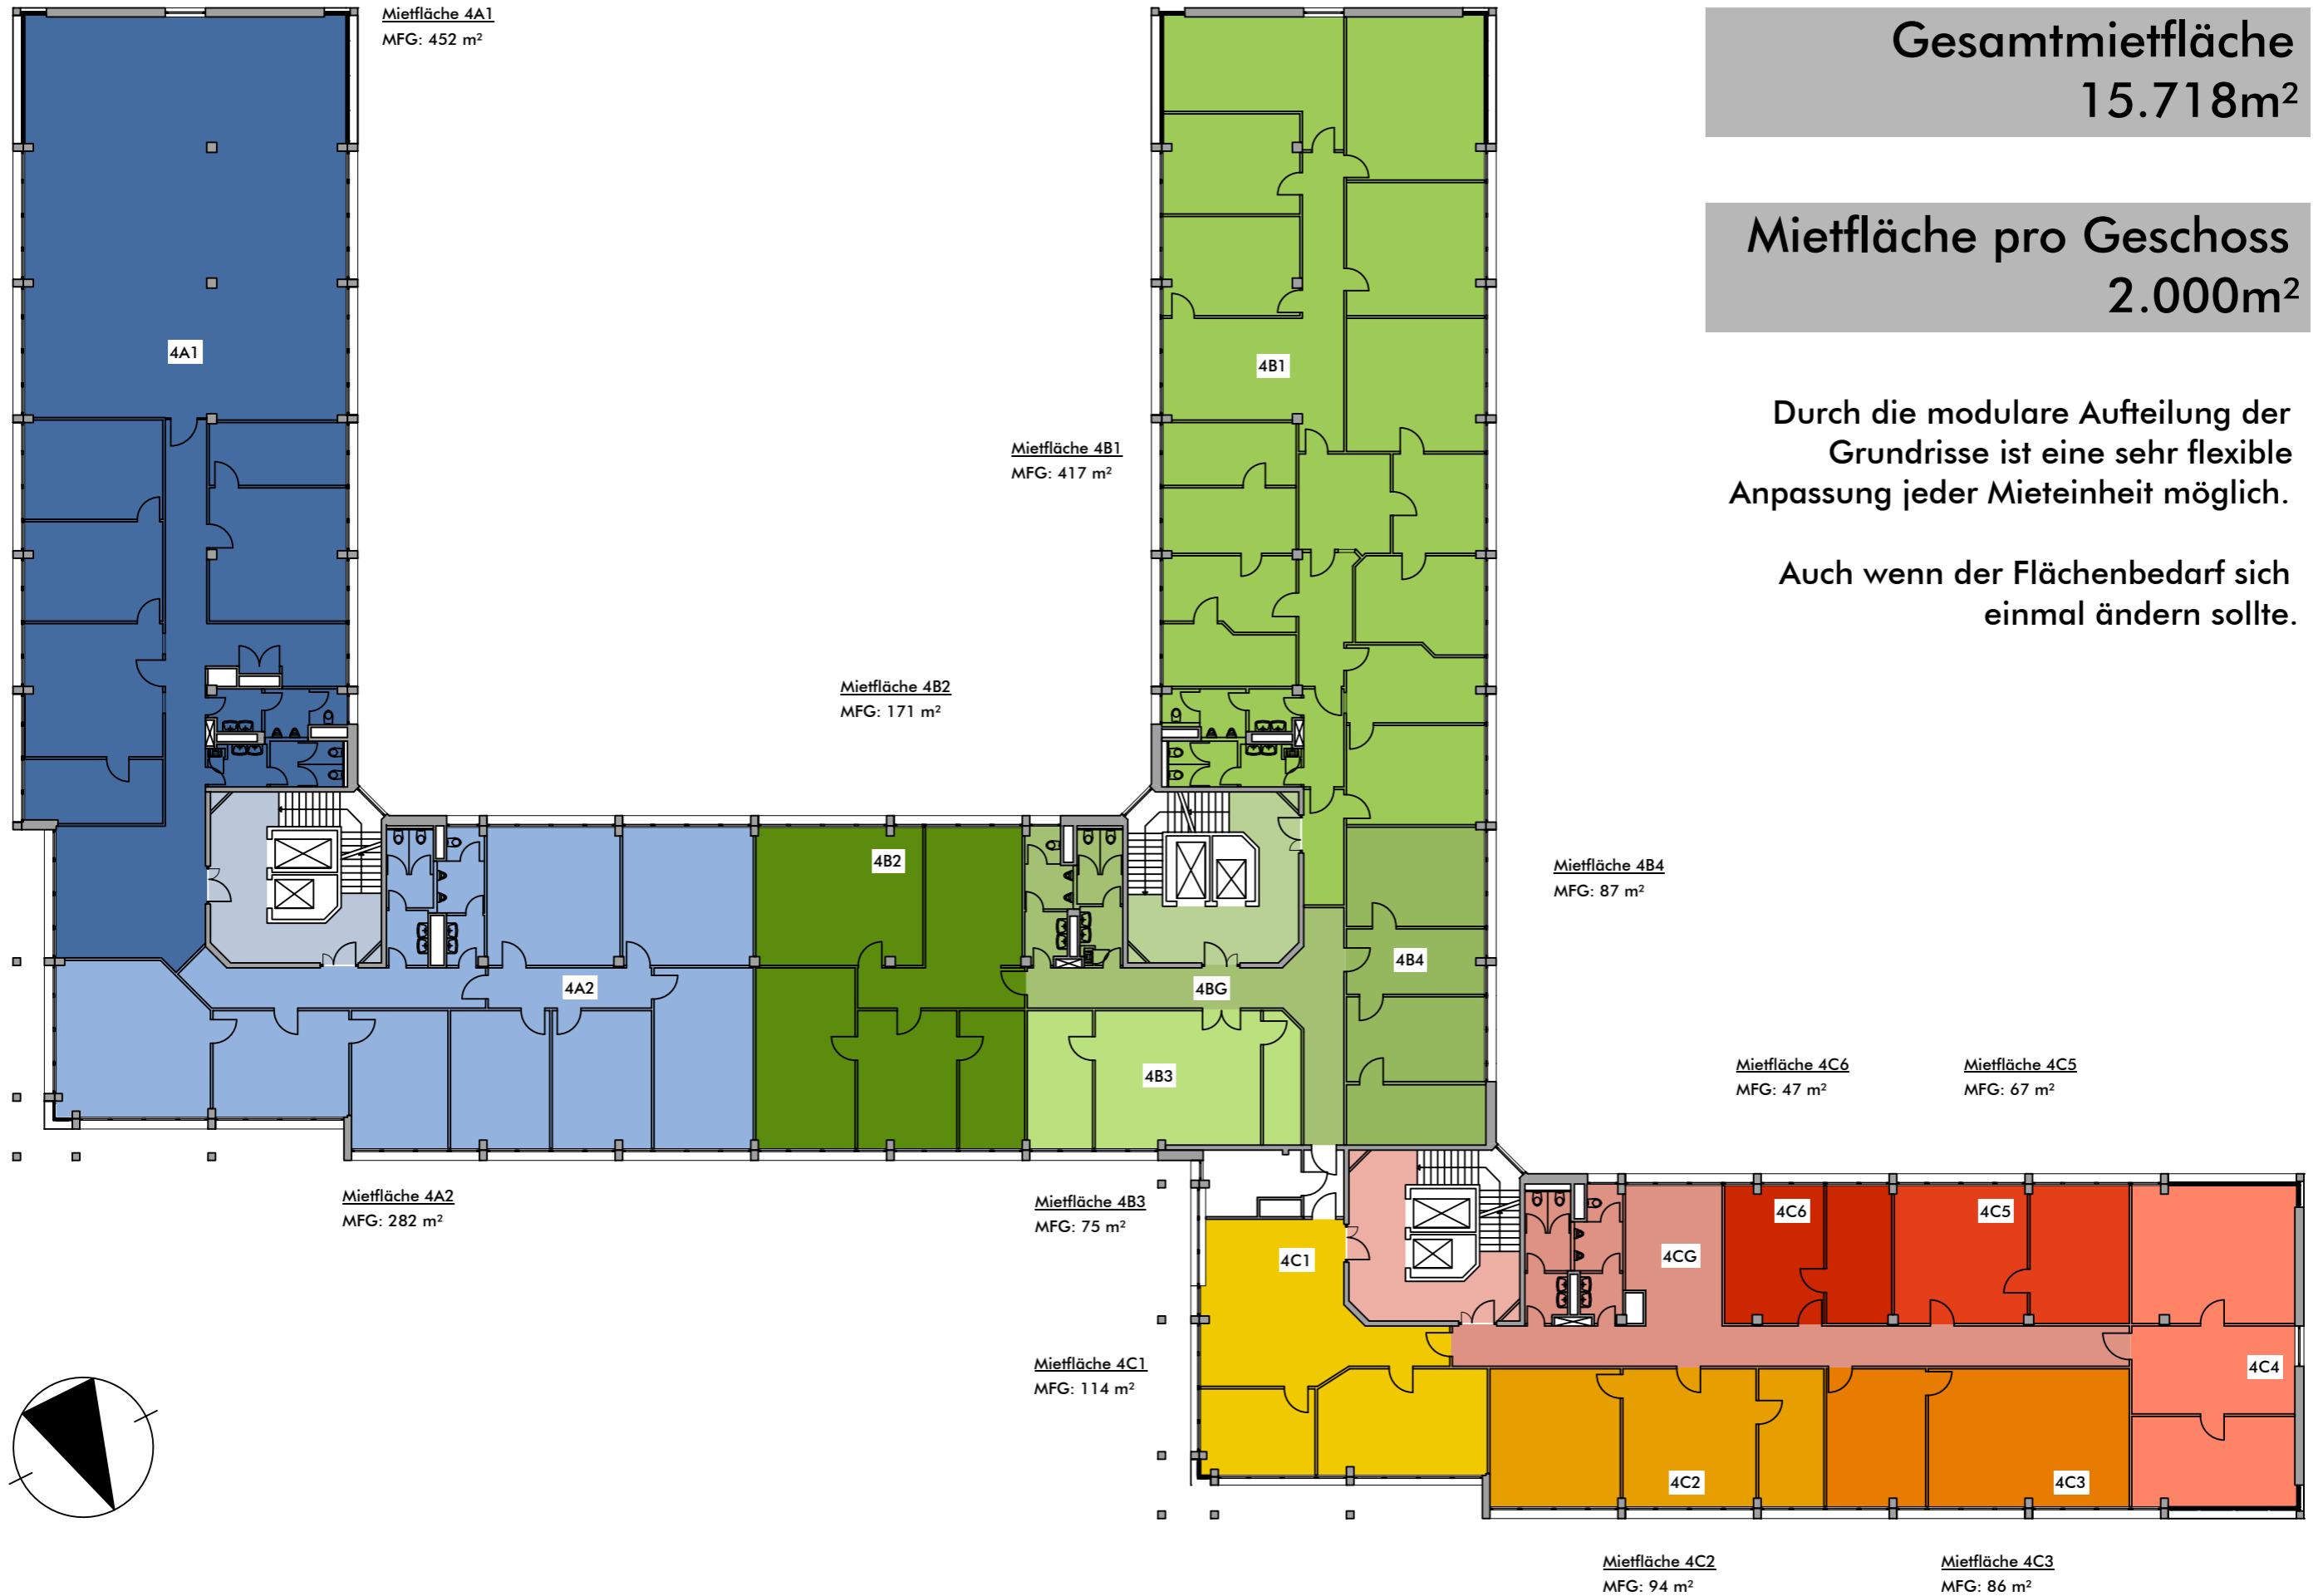 Mietfläche 4A1
MFG: 452 m²
Gesamtmietfläche
15.718m²
Mietfläche pro Geschoss
2.000m²
4A1
4B1
Durch die modulare Aufteilung der
Grundrisse ist eine sehr flexible
Anpassung jeder Mieteinheit möglich.
Auch wenn der Flächenbedarf sich
einmal ändern sollte.
Mietfläche 4B1
MFG: 417 m²
Mietfläche 4B2
MFG: 171 m²
4B2
Mietfläche 4B4
MFG: 87 m²
4A2
4BG
4B4
4B3
Mietfläche 4C6
MFG: 47 m²
Mietfläche 4C5
MFG: 67 m²
Mietfläche 4A2
MFG: 282 m²
Mietfläche 4B3
MFG: 75 m²
4C1
4CG
4C6
4C5
4C4
Mietfläche 4C1
MFG: 114 m²
4C2
4C3
Mietfläche 4C2
MFG: 94 m²
Mietfläche 4C3
MFG: 86 m²